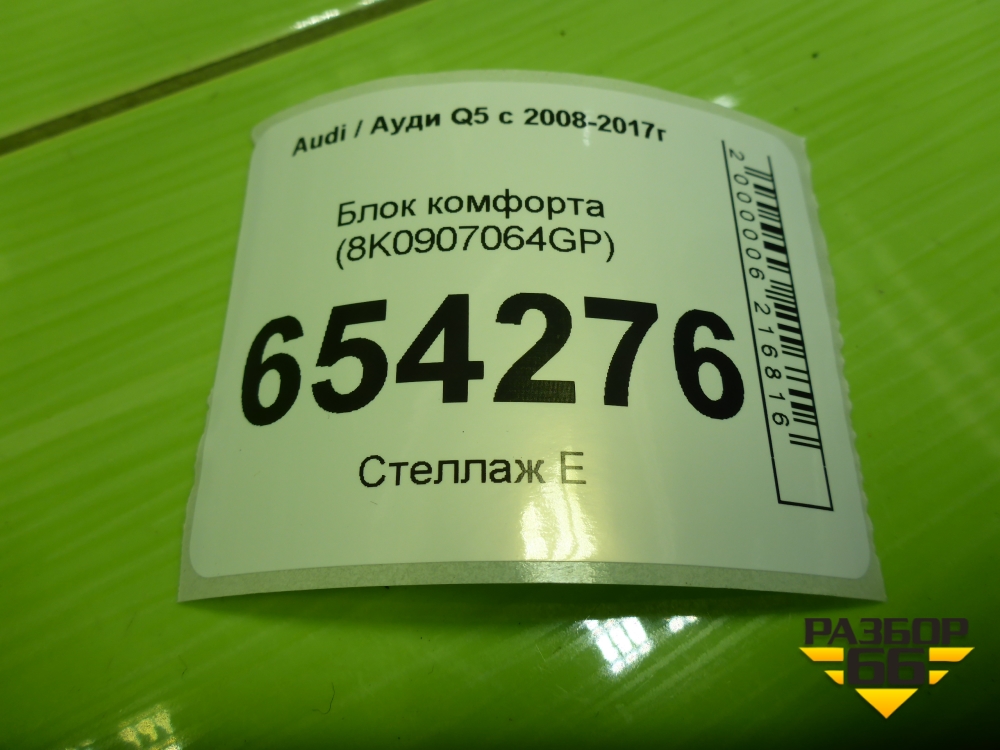 Audi / Ауди Q5 с 2008-2017г
Блок комфорта
(8K0907064GP)
654276
Стеллаж E
2000006216816
РАЗБОР
66